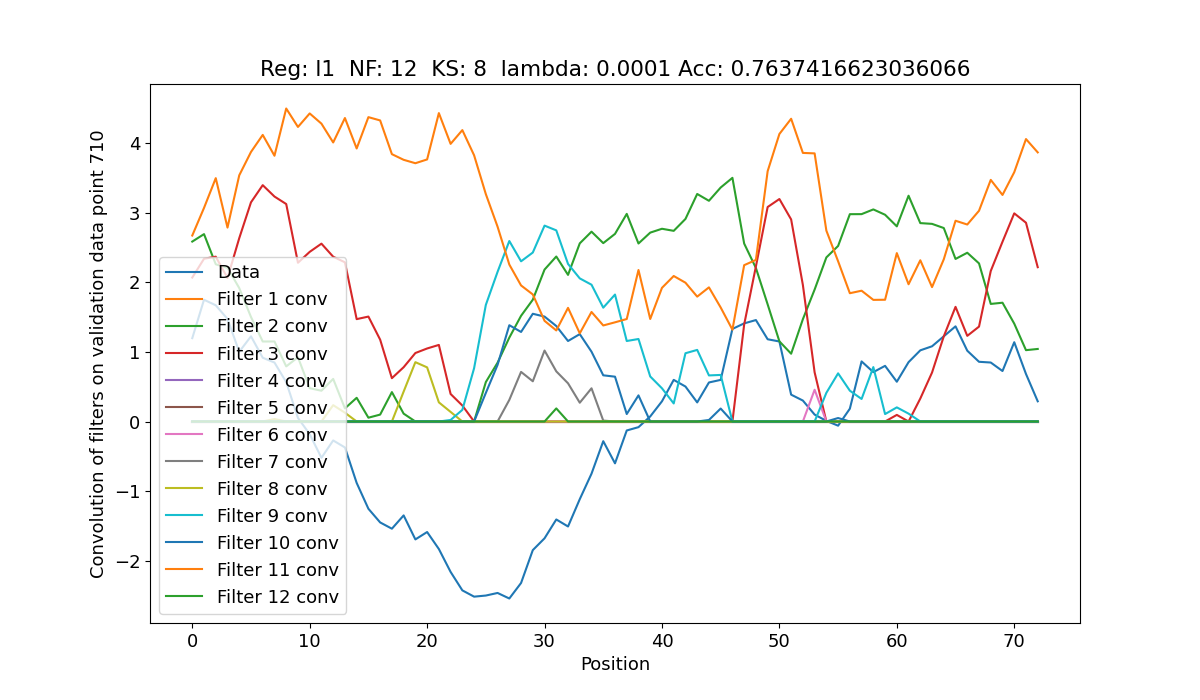 Reg: l1  NF: 12  KS: 8  lambda: 0.0001 Acc: 0.7637416623036066
Convolution of filters on validation data point 710
4
3
2
1
0
−1
−2
Data
Filter 1 conv
Filter 2 conv
Filter 3 conv
Filter 4 conv
Filter 5 conv
Filter 6 conv
Filter 7 conv
Filter 8 conv
Filter 9 conv
Filter 10 conv
Filter 11 conv
Filter 12 conv
0 10 20 30 40 50 60 70
Position